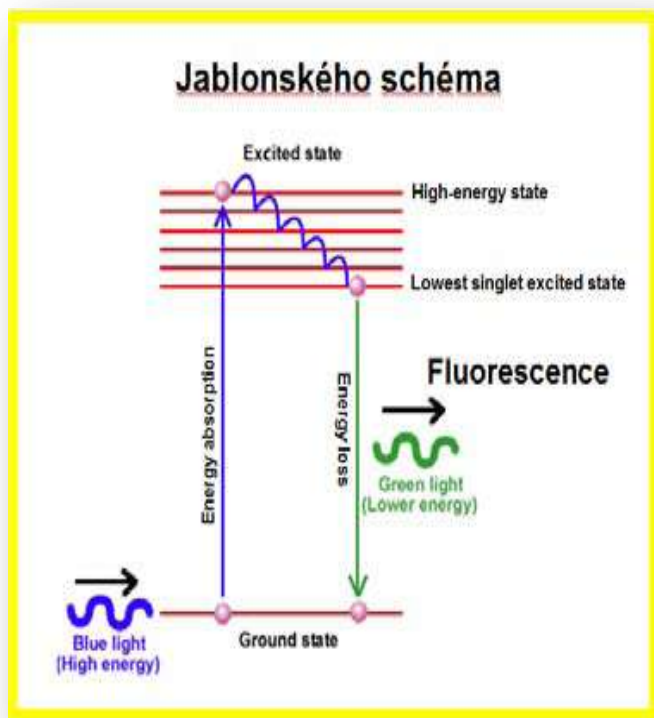 Jablonského schéma
Excited state
High-energy state
Lowest singlet excited state
Energy absorption
Energy loss
Fluorescence
Green light
(Lower energy)
Blue light
(High energy)
Ground state